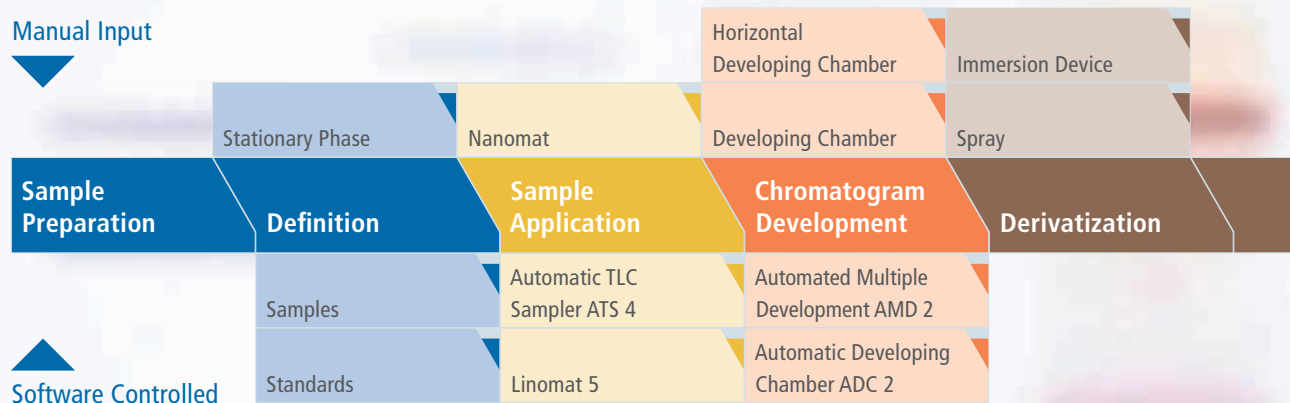 Manual Input
Horizontal
Developing Chamber
Immersion Device
Stationary Phase
Nanomat
Developing Chamber
Spray
Sample
Preparation
Definition
Sample
Application
Chromatogram
Development
Derivatization
Samples
Automatic TLC
Sampler ATS 4
Automated Multiple
Development AMD 2
Standards
Linomat 5
Automatic Developing
Chamber ADC 2
Software Controlled